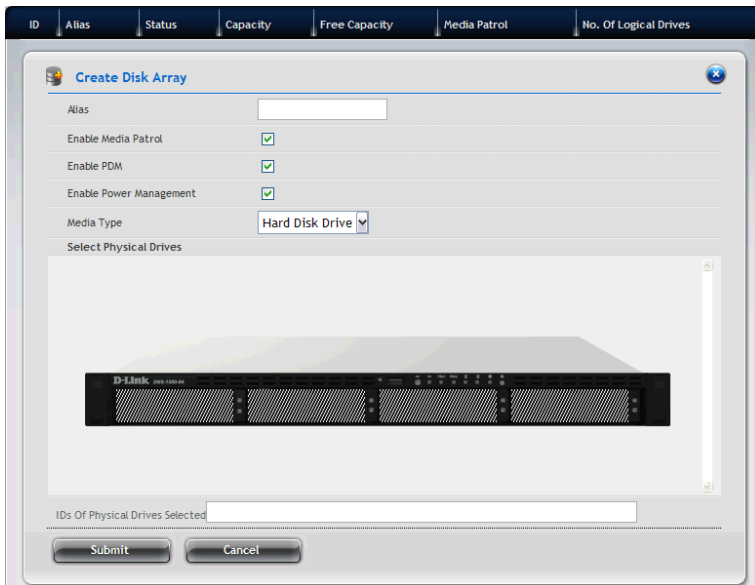 ID Alias Status Capacity Free Capacity Media Patrol No. Of Logical Drives
Create Disk Array
Alias
Enable Media Patrol
Enable PDM
Enable Power Management
Media Type Hard Disk Drive
Select Physical Drives
D-Link
IDs Of Physical Drives Selected
Submit Cancel